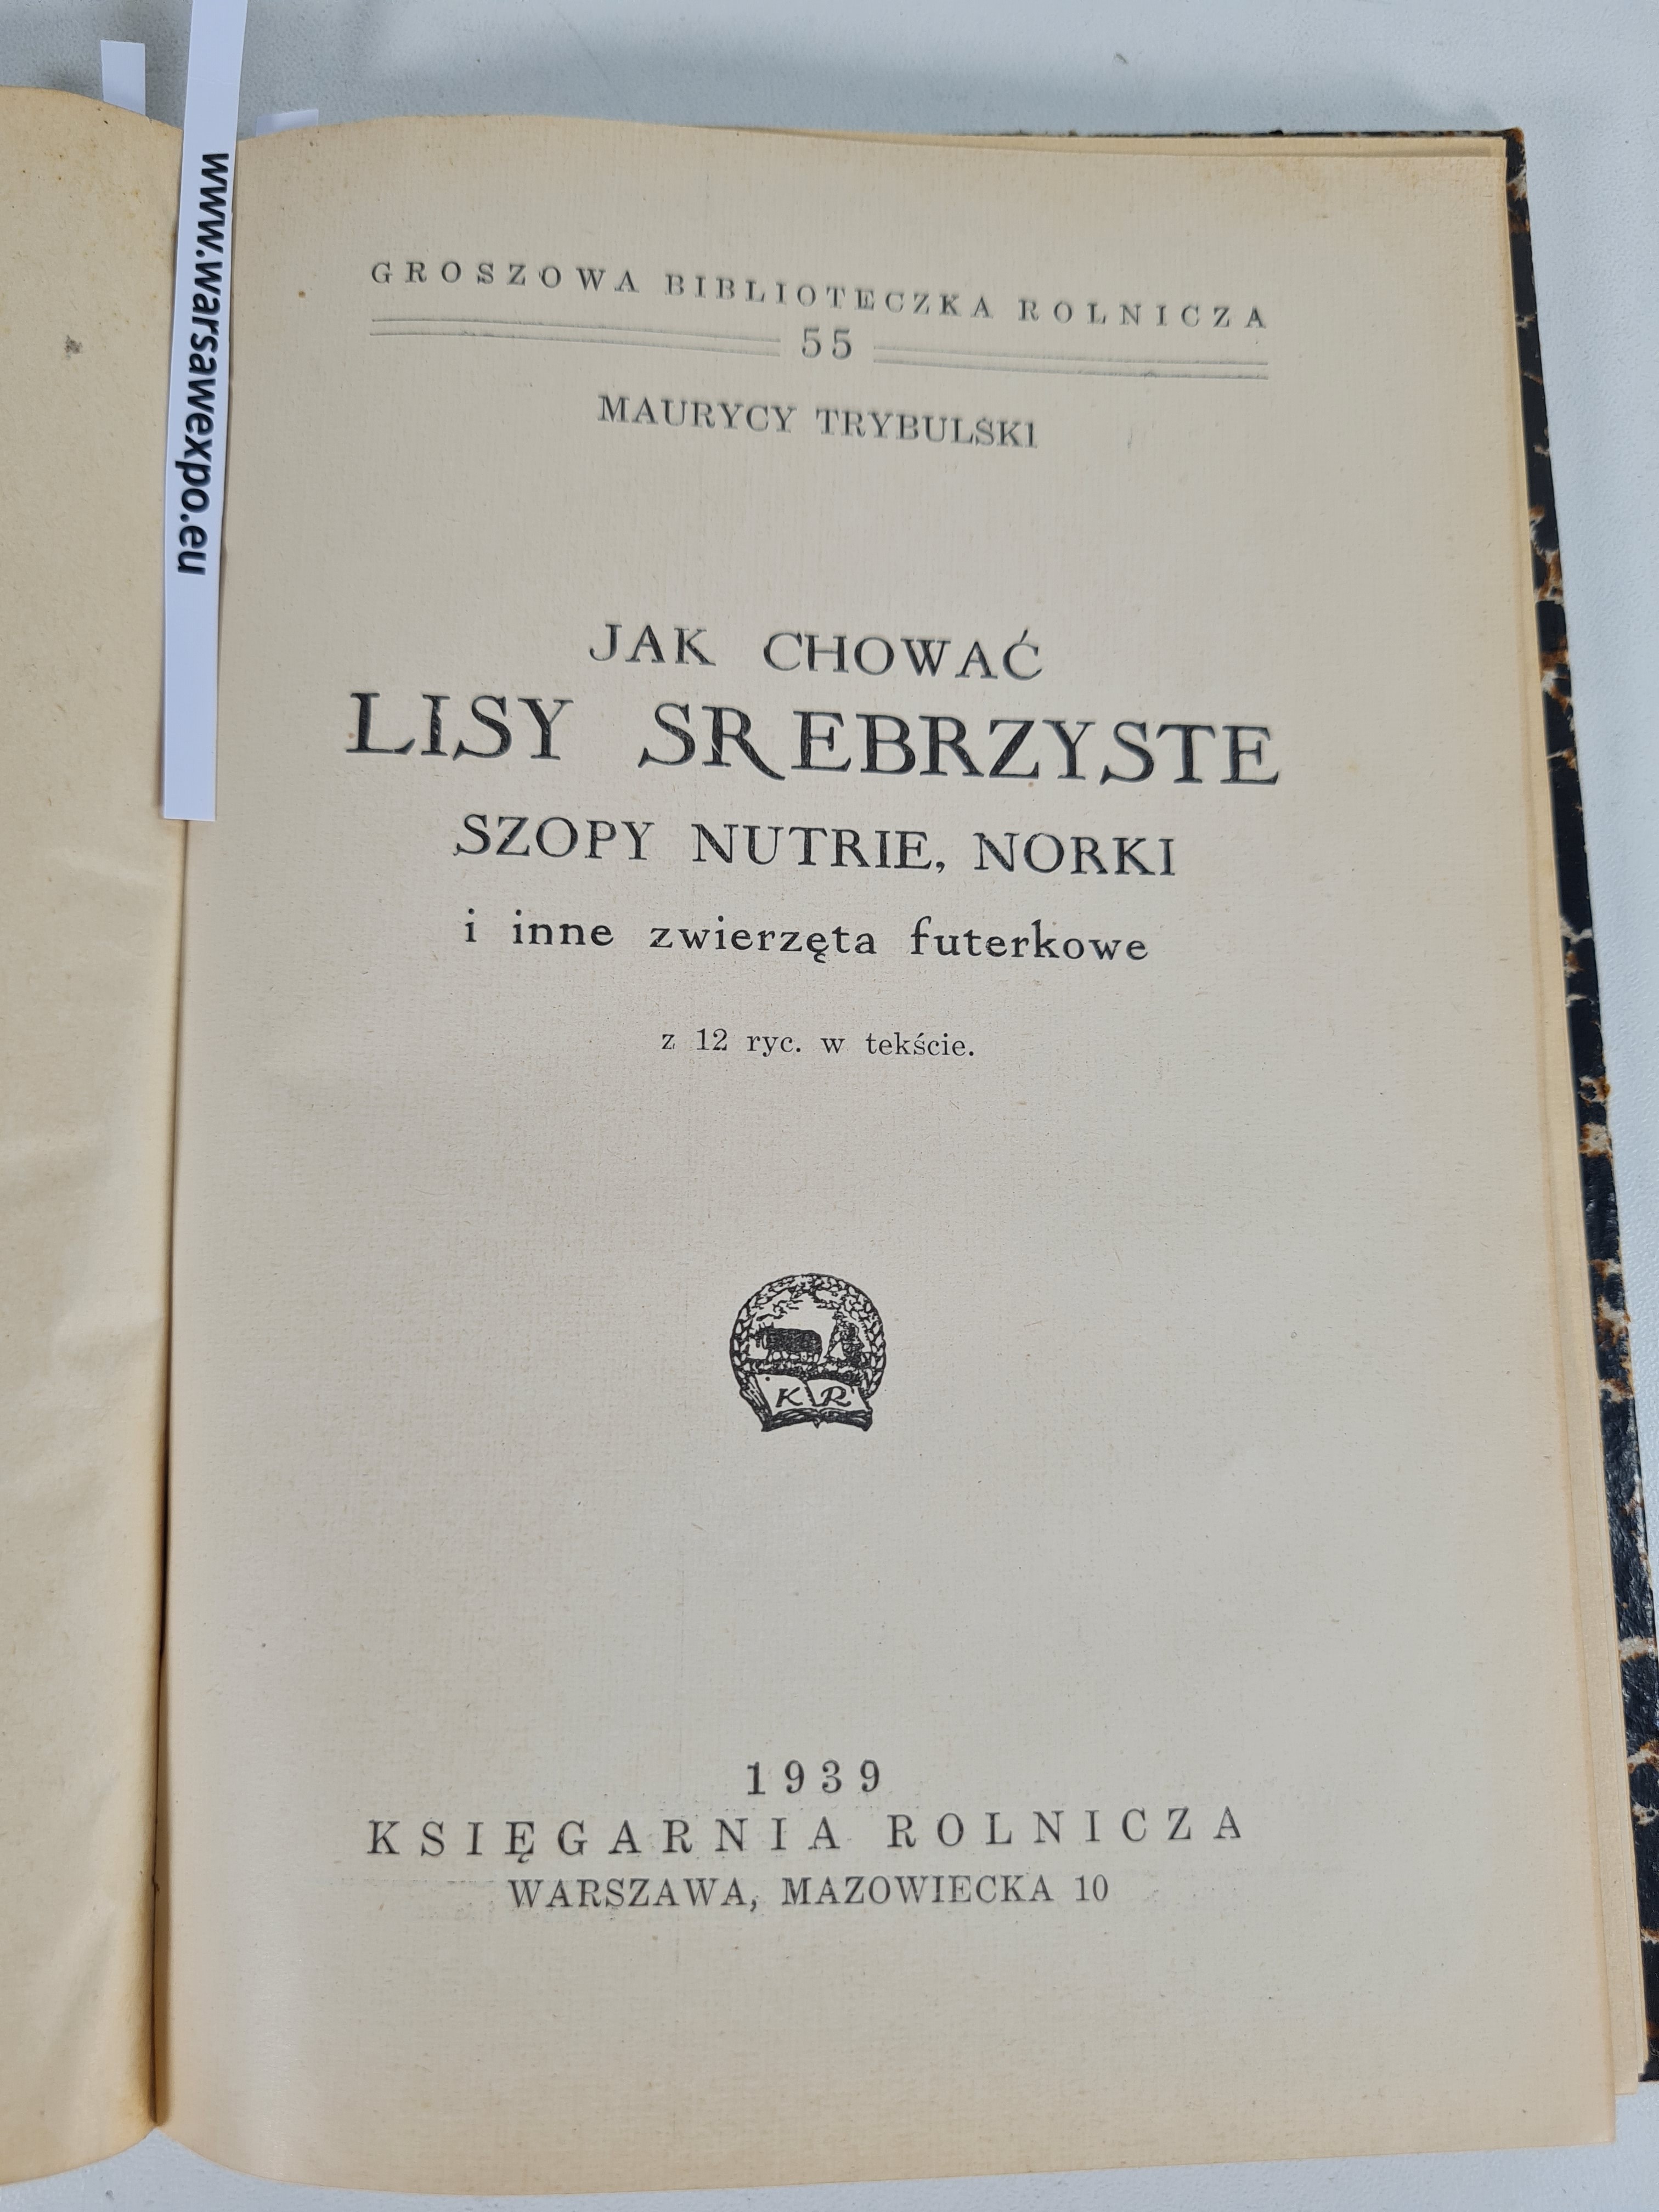 www.warsawexpo.eu
GROSZOWA BIBLIOTECZKA ROLNICZA
55
MAURYCY TRYBULSKI
JAK CHOWAĆ
LISY SREBRZYSTE
SZOPY NUTRIE, NORKI
i inne zwierzęta futerkowe
z 12 ryc. w tekście.
K R
1939
KSIĘGARNIA ROLNICZA
WARSZAWA, MAZOWIECKA 10